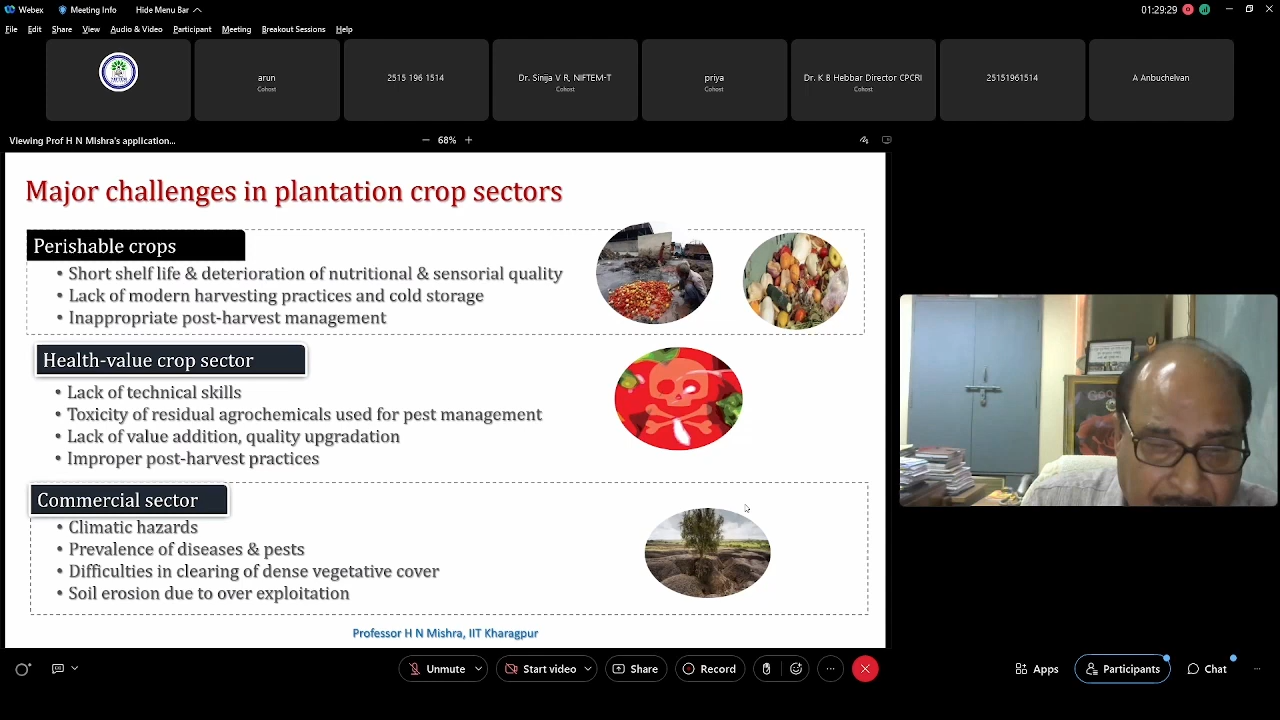 Webex
Meeting Info
Hide Menu Bar
01:29:29
File Edit Share View Audio & Video Participant Meeting Breakout Sessions Help
arun
Cohost
2515 196 1514
Dr. Sinija V R, NIFTEM-T
Cohost
priya
Cohost
Dr. K B Hebbar Director CPCRI
Cohost
25151961514
A Anbuchelvan
Viewing Prof H N Mishra's application...
— 68% +
Major challenges in plantation crop sectors
Perishable crops
• Short shelf life & deterioration of nutritional & sensorial quality
• Lack of modern harvesting practices and cold storage
• Inappropriate post-harvest management
Health-value crop sector
• Lack of technical skills
• Toxicity of residual agrochemicals used for pest management
• Lack of value addition, quality upgradation
• Improper post-harvest practices
Commercial sector
• Climatic hazards
• Prevalence of diseases & pests
• Difficulties in clearing of dense vegetative cover
• Soil erosion due to over exploitation
Professor H N Mishra, IIT Kharagpur
Unmute
Start video
Share
Record
Apps
Participants
Chat